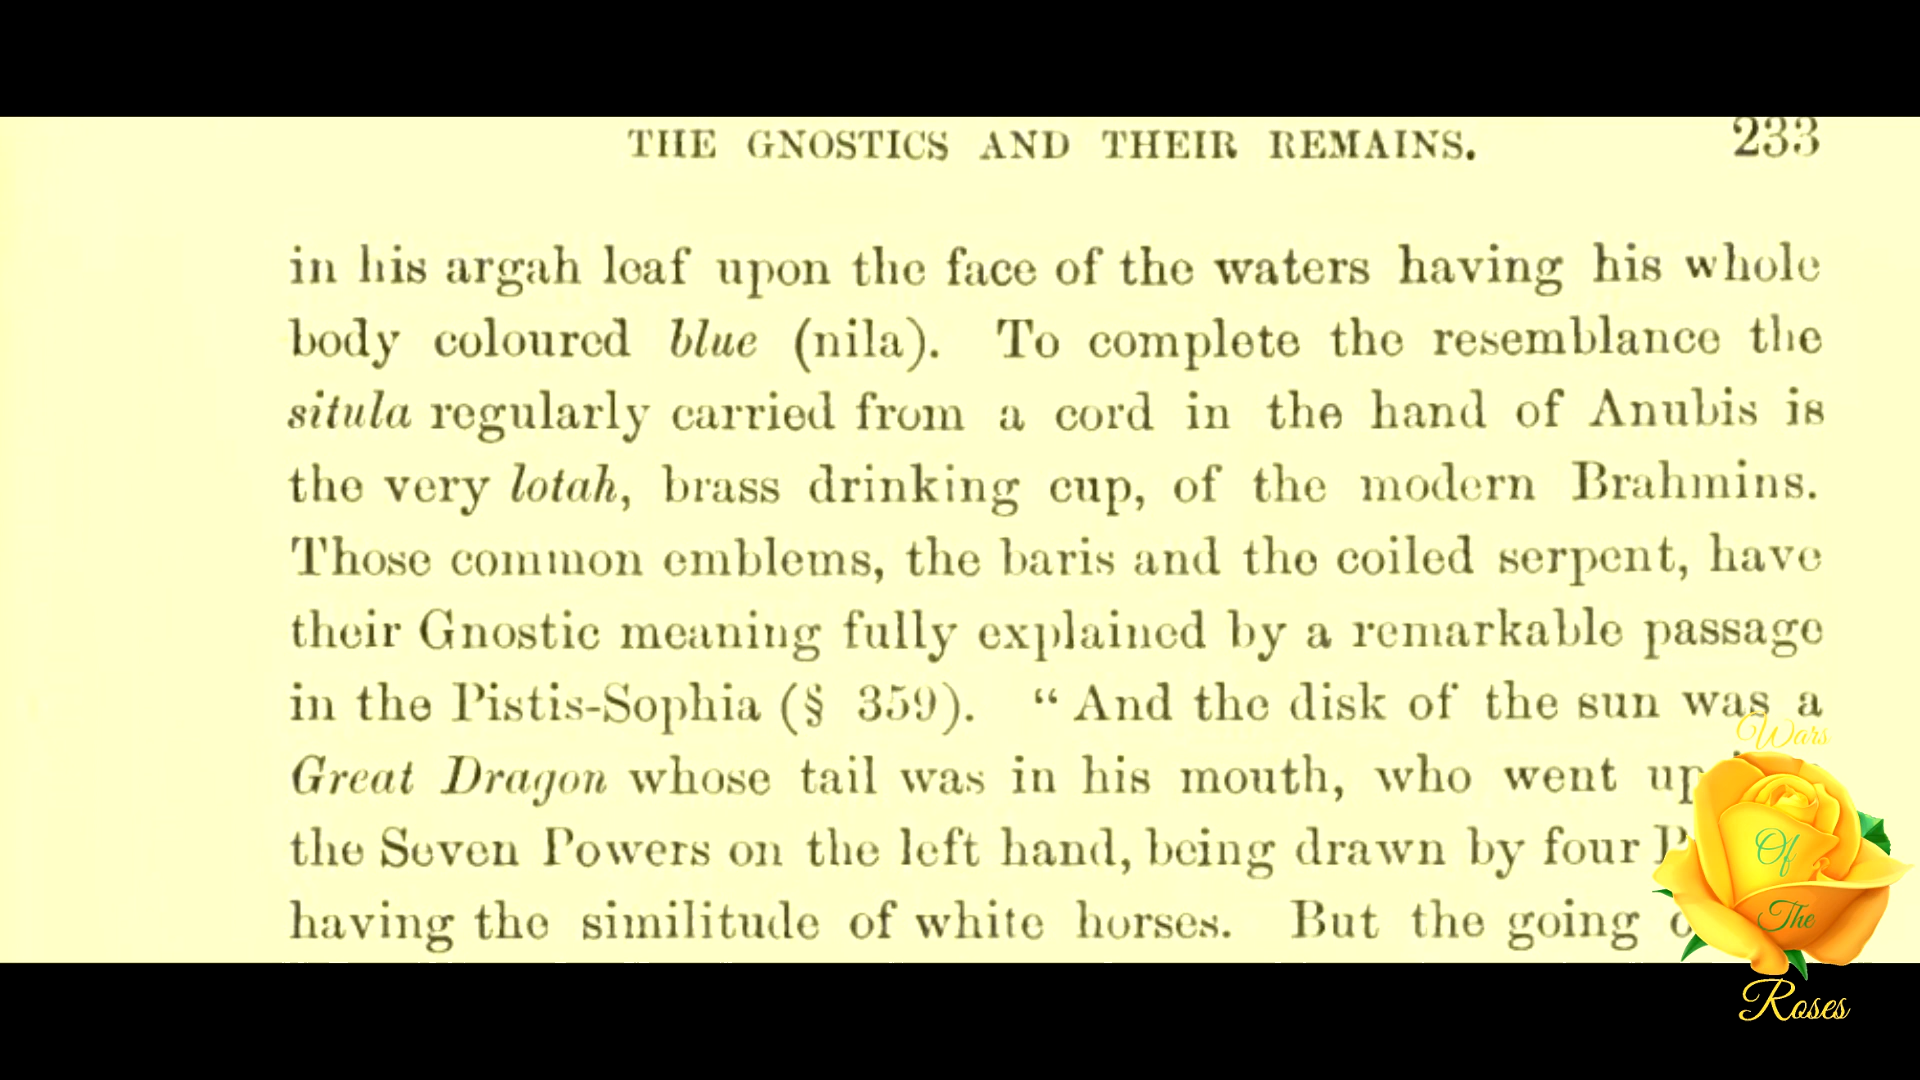 THE GNOSTICS AND THEIR REMAINS. 233
in his argah leaf upon the face of the waters having his whole
body coloured blue (nila). To complete the resemblance the
situla regularly carried from a cord in the hand of Anubis is
the very lotah, brass drinking cup, of the modern Brahmins.
Those common emblems, the baris and the coiled serpent, have
their Gnostic meaning fully explained by a remarkable passage
in the Pistis-Sophia (§ 359). “ And the disk of the sun was a
Great Dragon whose tail was in his mouth, who went up
the Seven Powers on the left hand, being drawn by four
having the similitude of white horses. But the going
Wars
Of
The
Roses